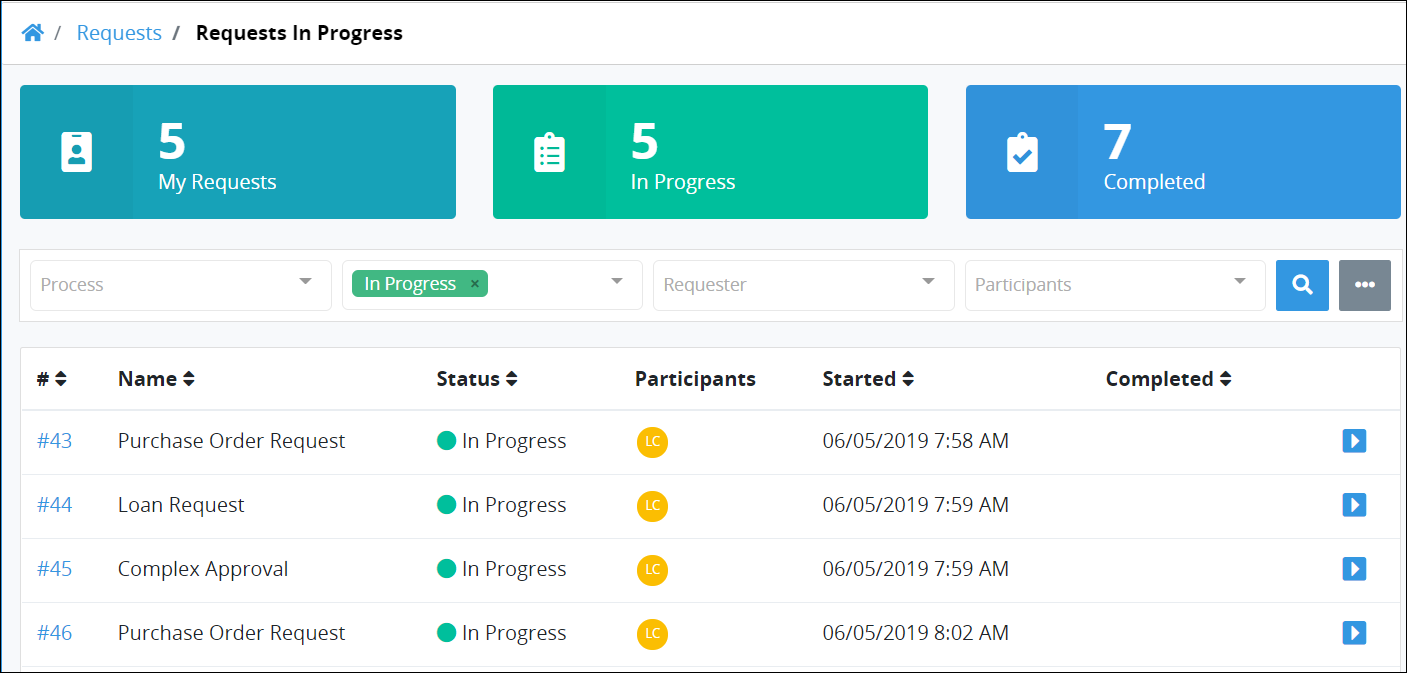 / Requests / Requests In Progress
5
My Requests
5
In Progress
7
Completed
Process
In Progress ×
Requester
Participants
# Name Status Participants Started Completed
#43 Purchase Order Request In Progress LC 06/05/2019 7:58 AM
#44 Loan Request In Progress LC 06/05/2019 7:59 AM
#45 Complex Approval In Progress LC 06/05/2019 7:59 AM
#46 Purchase Order Request In Progress LC 06/05/2019 8:02 AM